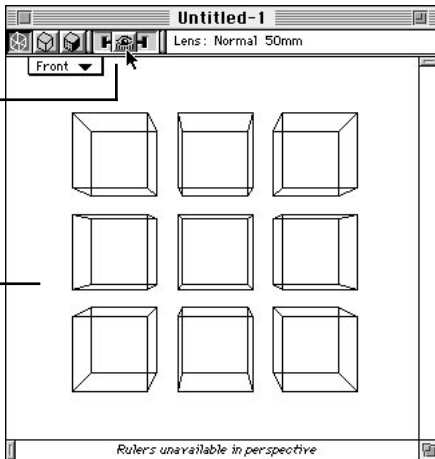 Untitled-1
Lens: Normal 50mm
Front
Rulers unavailable in perspective